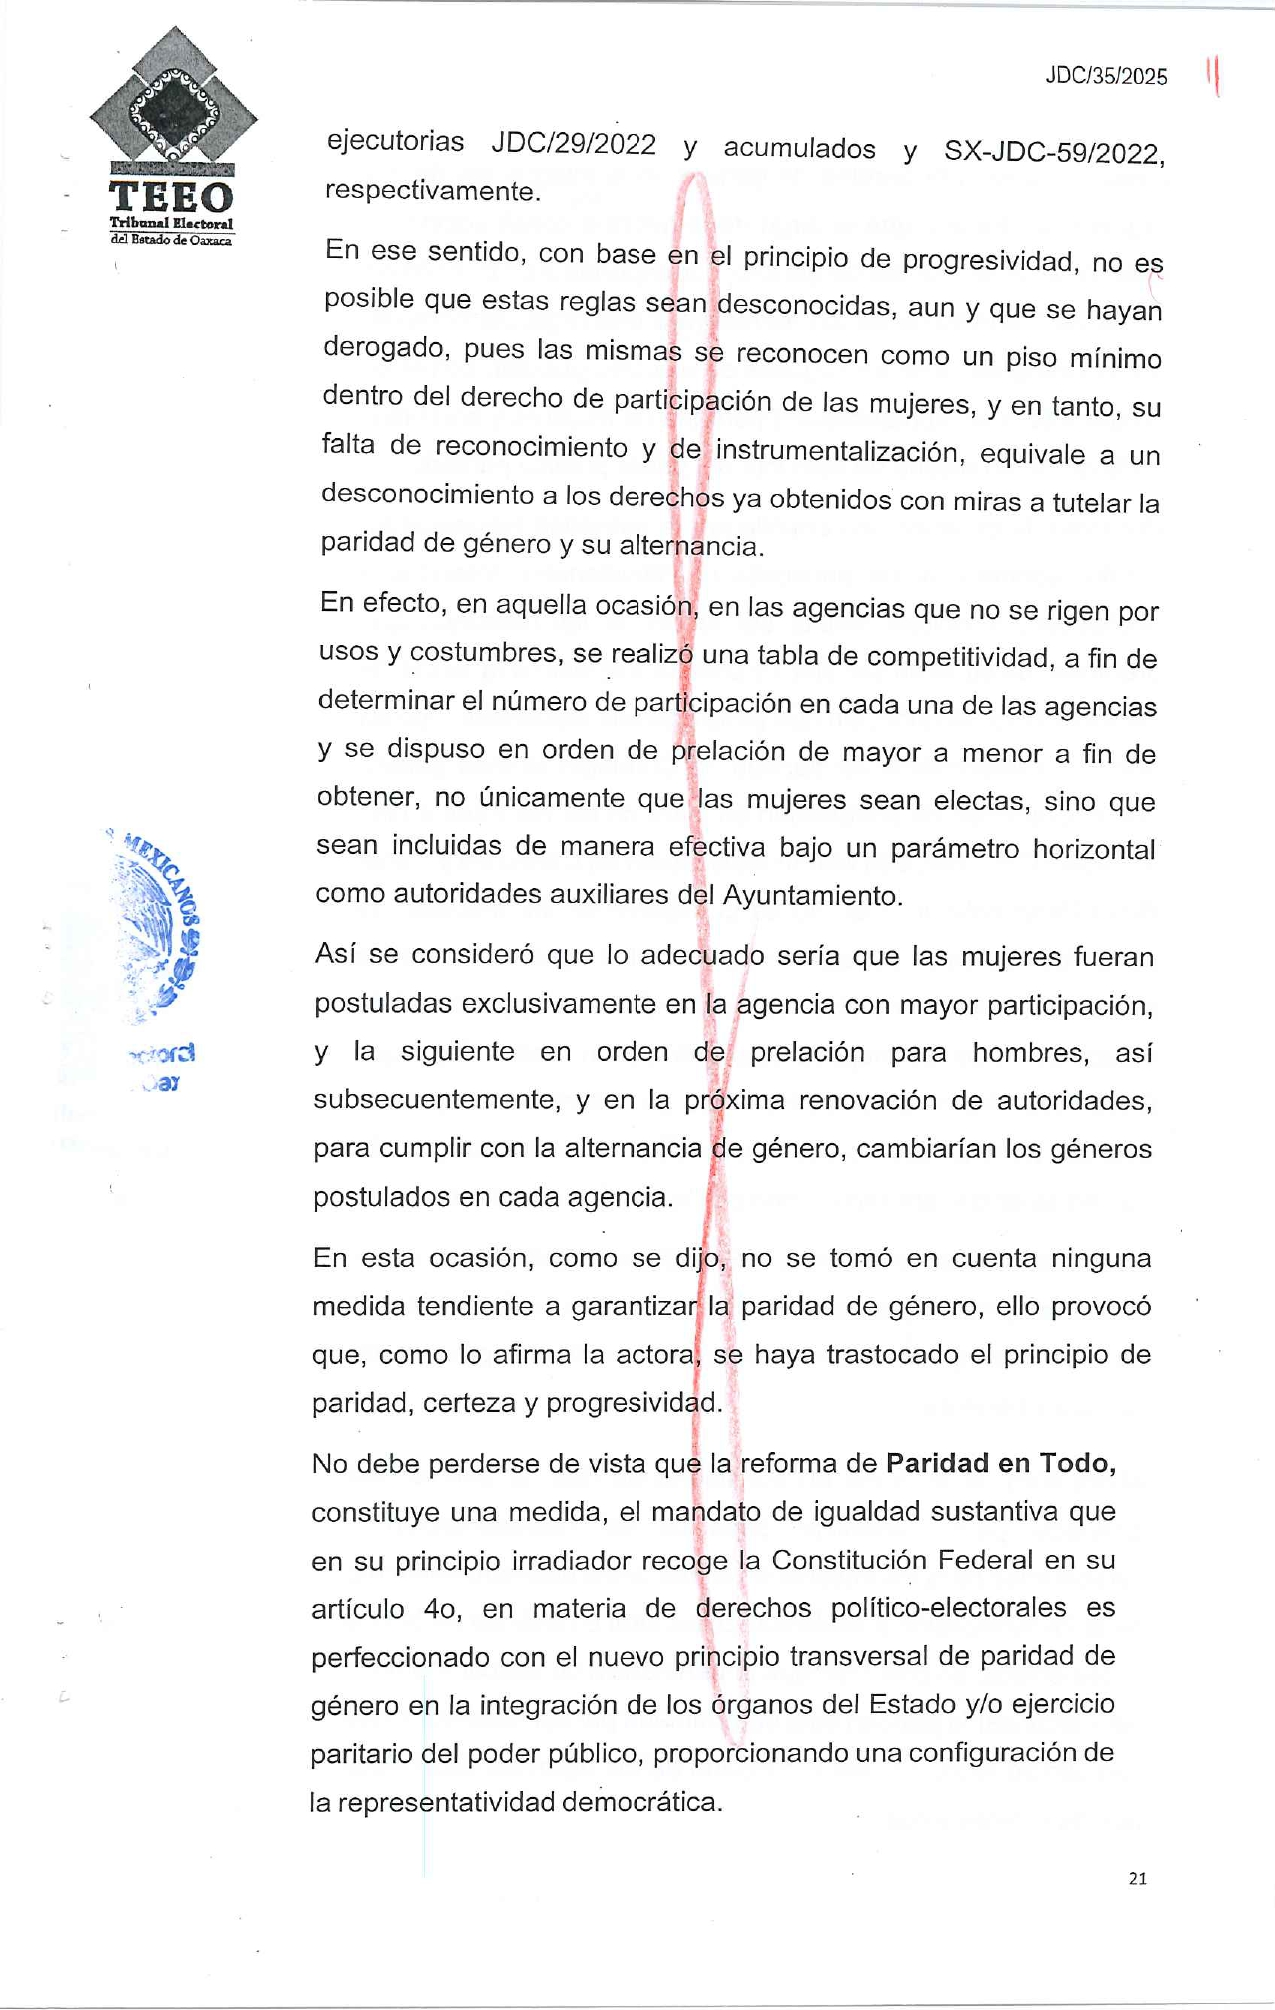 JDC/35/2025
11
TEEO
Tribunal Electoral
del Estado de Oaxaca
ejecutorias JDC/29/2022 y acumulados y SX-JDC-59/2022,
respectivamente.
En ese sentido, con base en el principio de progresividad, no es
posible que estas reglas sean desconocidas, aun y que se hayan
derogado, pues las mismas se reconocen como un piso mínimo
dentro del derecho de participación de las mujeres, y en tanto, su
falta de reconocimiento y de instrumentalización, equivale a un
desconocimiento a los derechos ya obtenidos con miras a tutelar la
paridad de género y su alternancia.
En efecto, en aquella ocasión, en las agencias que no se rigen por
usos y costumbres, se realizó una tabla de competitividad, a fin de
determinar el número de participación en cada una de las agencias
y se dispuso en orden de prelación de mayor a menor a fin de
obtener, no únicamente que las mujeres sean electas, sino que
sean incluidas de manera efectiva bajo un parámetro horizontal
como autoridades auxiliares del Ayuntamiento.
MEXICANOS
Así se consideró que lo adecuado sería que las mujeres fueran
postuladas exclusivamente en la agencia con mayor participación,
y la siguiente en orden de prelación para hombres, así
subsecuentemente, y en la próxima renovación de autoridades,
para cumplir con la alternancia de género, cambiarían los géneros
postulados en cada agencia.
En esta ocasión, como se dijo, no se tomó en cuenta ninguna
medida tendiente a garantizar la paridad de género, ello provocó
que, como lo afirma la actora, se haya trastocado el principio de
paridad, certeza y progresividad.
No debe perderse de vista que la reforma de Paridad en Todo,
constituye una medida, el mandato de igualdad sustantiva que
en su principio irradiador recoge la Constitución Federal en su
artículo 4o, en materia de derechos político-electorales es
perfeccionado con el nuevo principio transversal de paridad de
género en la integración de los órganos del Estado y/o ejercicio
paritario del poder público, proporcionando una configuración de
la representatividad democrática.
21